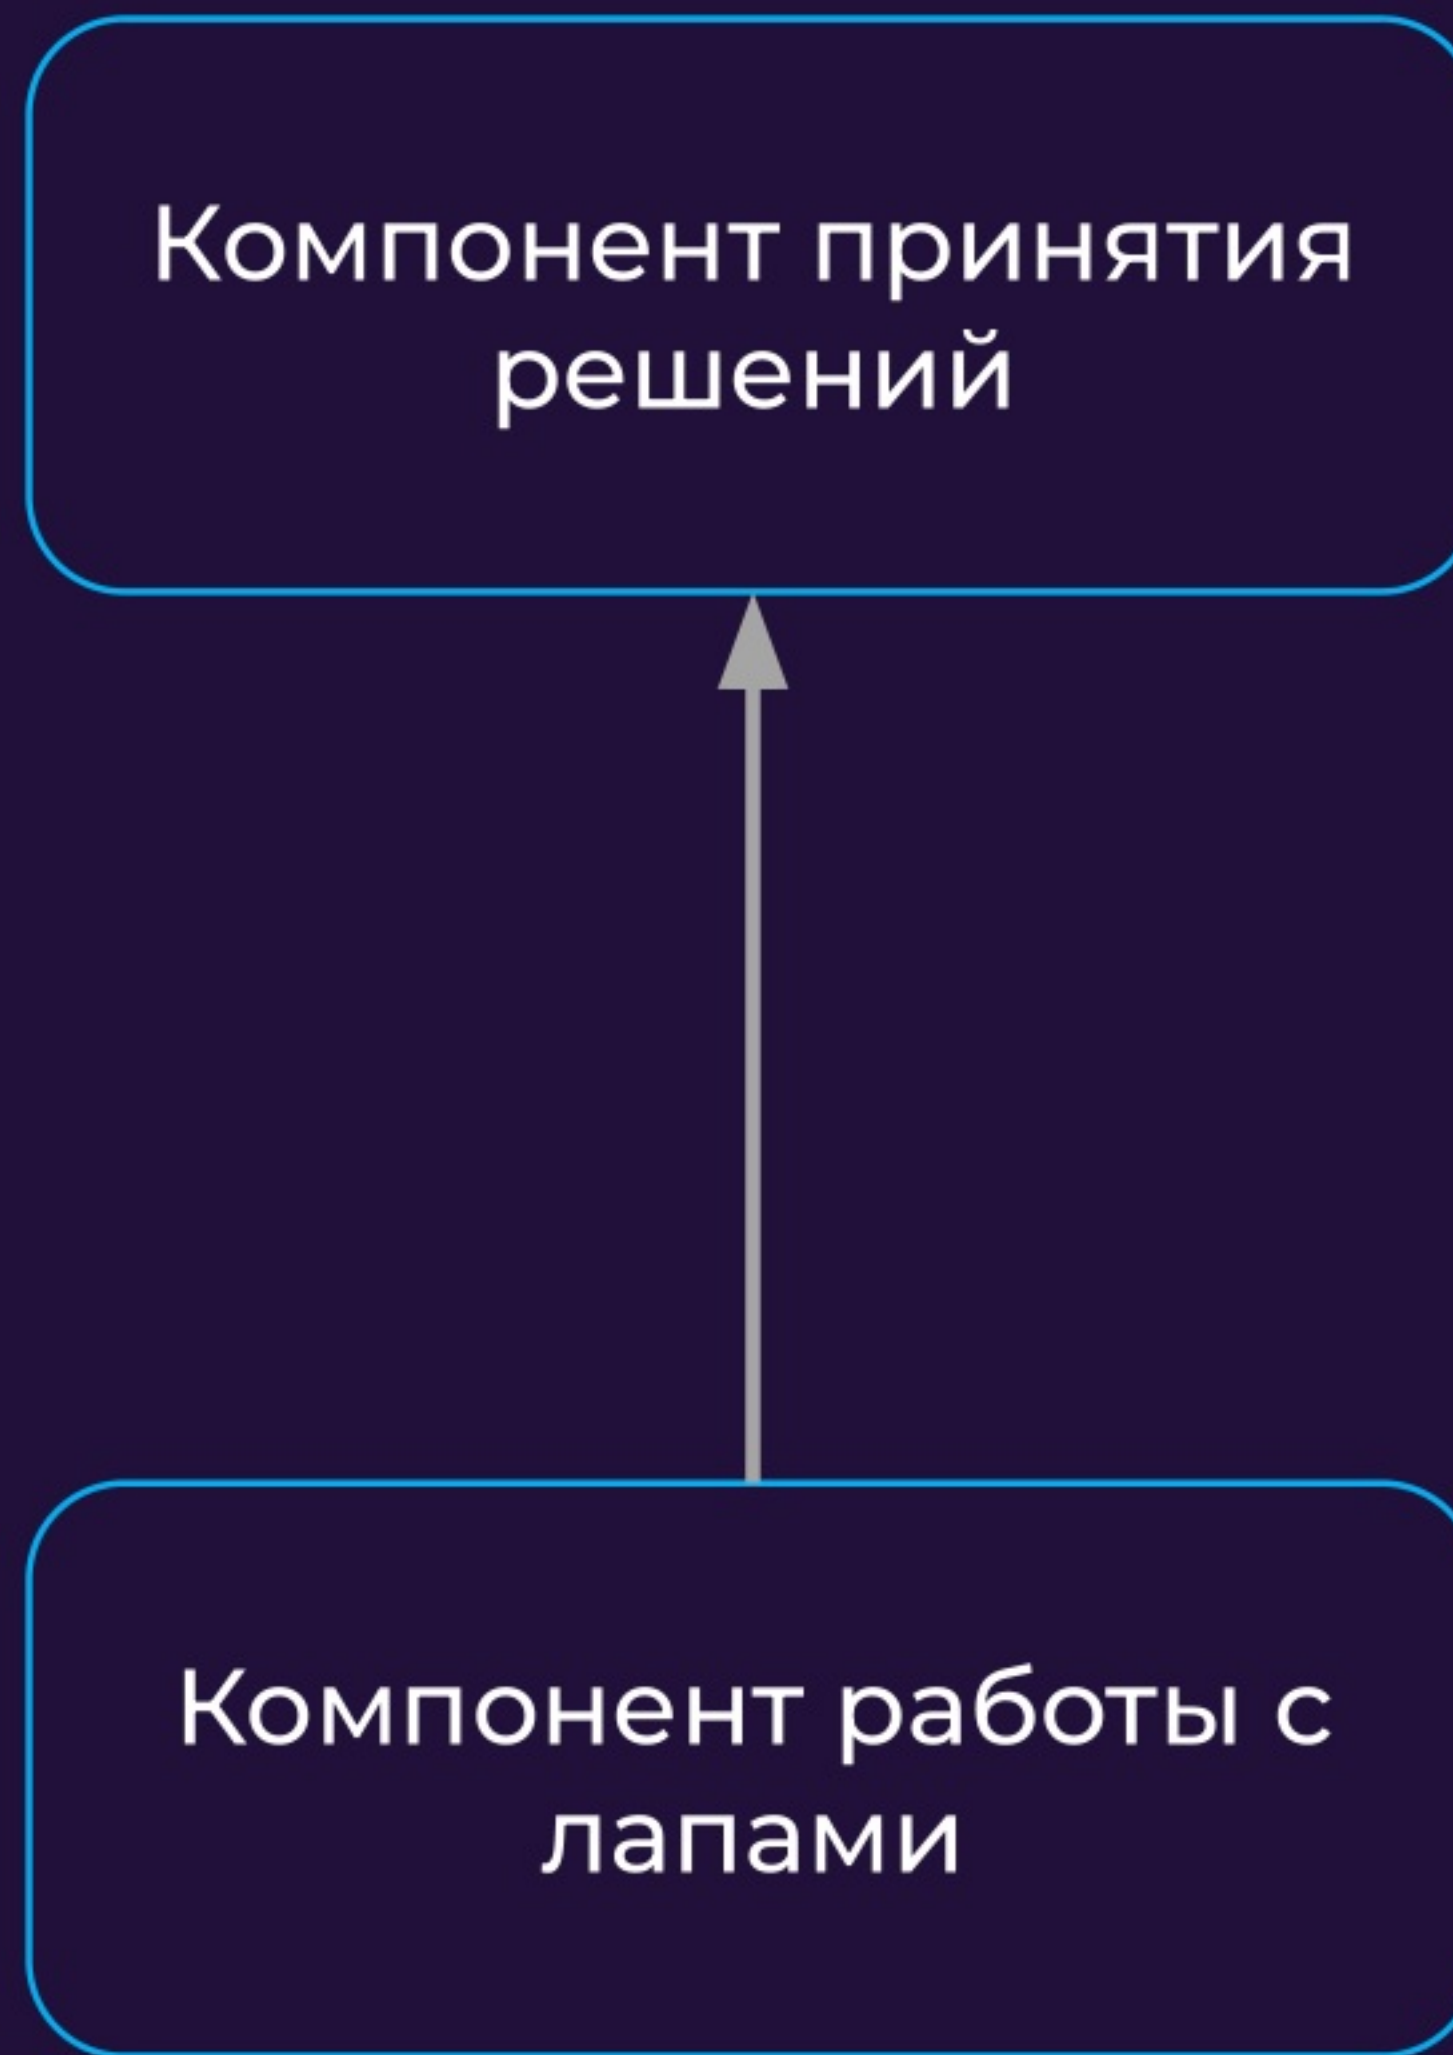 Компонент принятия
решений
Компонент работы с
лапами